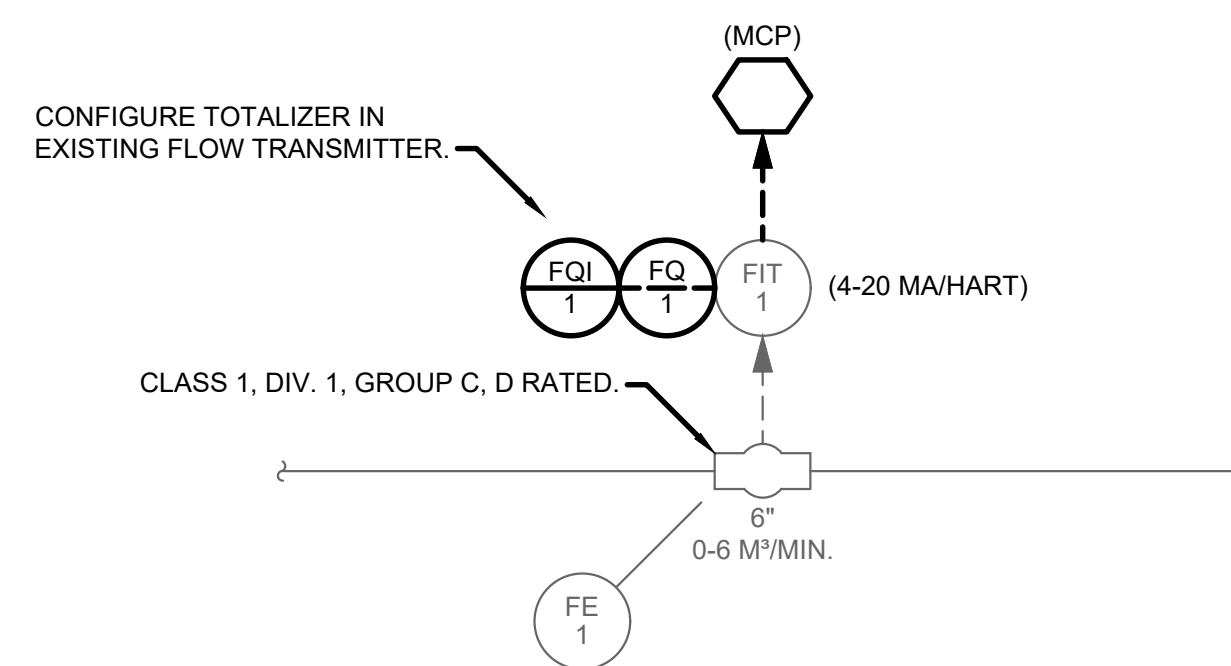 (MCP)
CONFIGURE TOTALIZER IN
EXISTING FLOW TRANSMITTER.
FQI
1
FQ
1
FIT
1
(4-20 MA/HART)
CLASS 1, DIV. 1, GROUP C, D RATED.
6"
0-6 M³/MIN.
FE
1